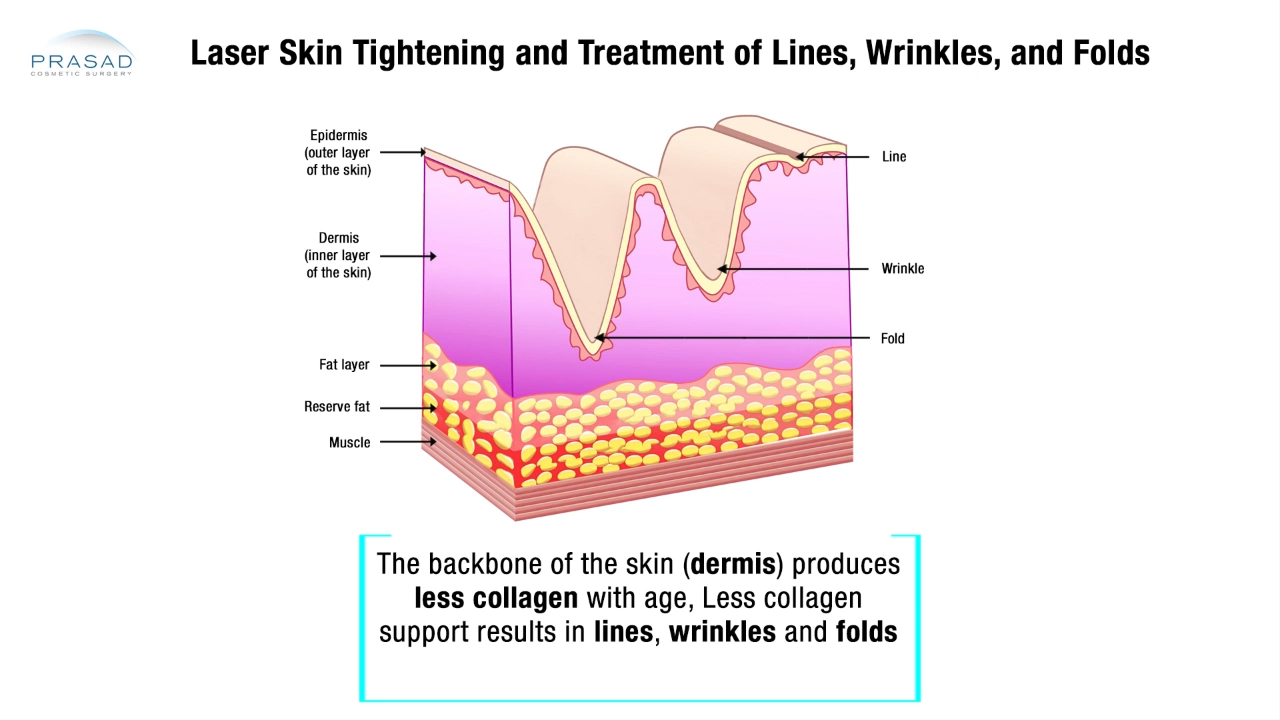 PRASAD
COSMETIC SURGERY
Laser Skin Tightening and Treatment of Lines, Wrinkles, and Folds
Epidermis
(outer layer
of the skin)
Line
Dermis
(inner layer
of the skin)
Wrinkle
Fold
Fat layer
Reserve fat
Muscle
The backbone of the skin (dermis) produces
less collagen with age, Less collagen
support results in lines, wrinkles and folds